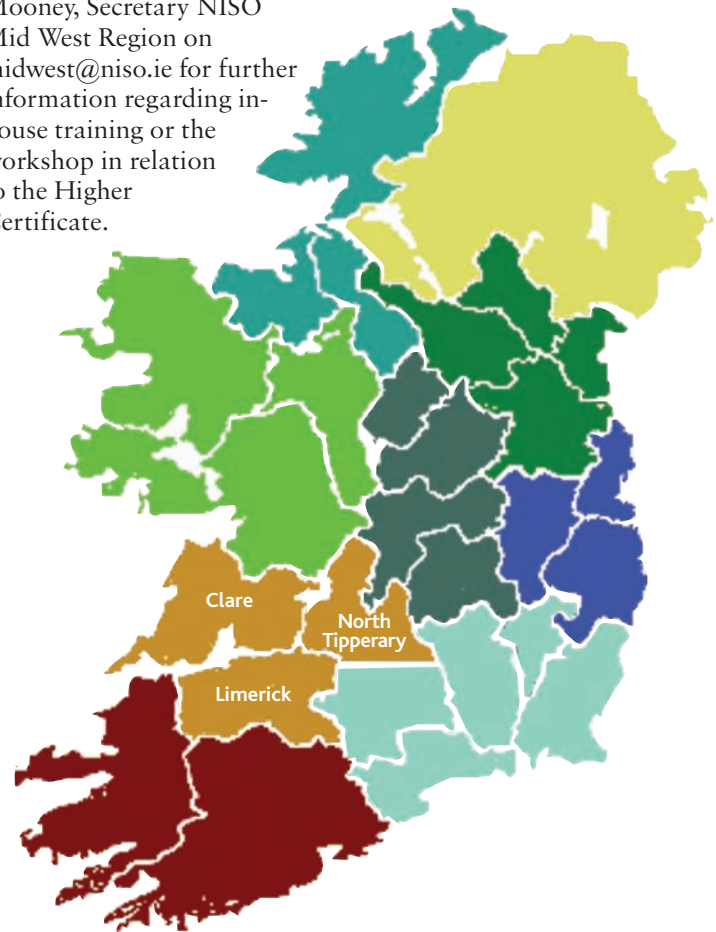 Mooney, Secretary NISO
Mid West Region on
midwest@niso.ie for further
information regarding in-
house training or the
workshop in relation
to the Higher
Certificate.
Clare
North
Tipperary
Limerick